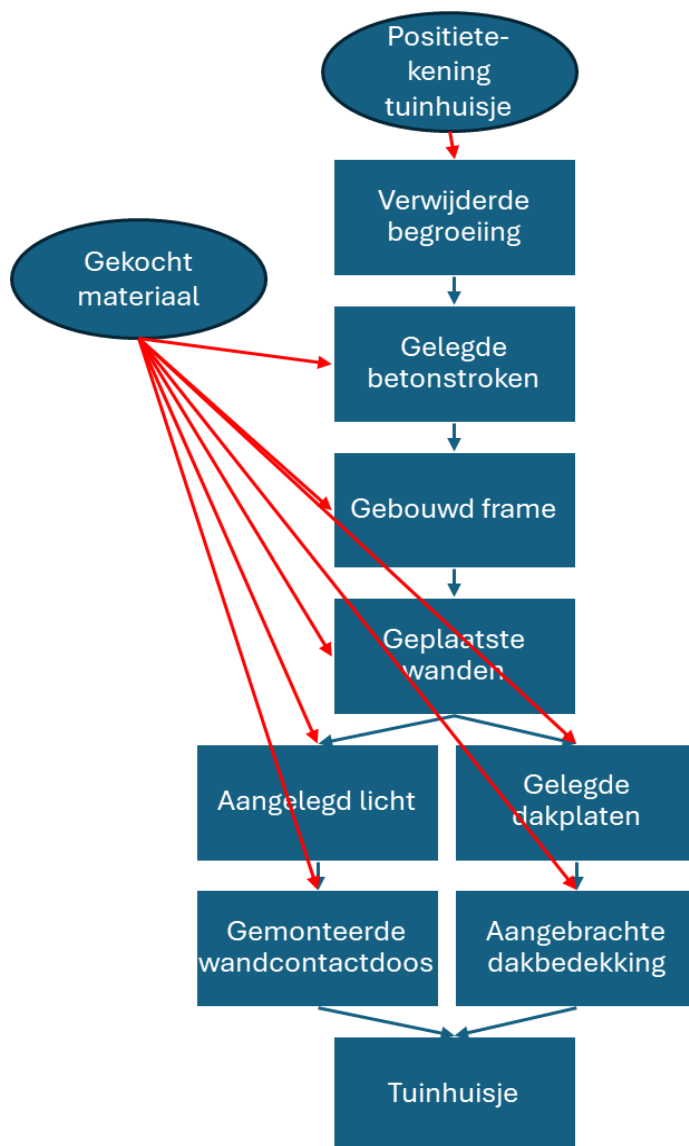 Positiete-
kening
tuinhuisje
Verwijderde
begroeiing
Gekocht
materiaal
Gelegde
betonstroken
Gebouwd frame
Geplaatste
wanden
Aangelegd licht
Gelegde
dakplaten
Gemonteerde
wandcontactdoos
Aangebrachte
dakbedekking
Tuinhuisje